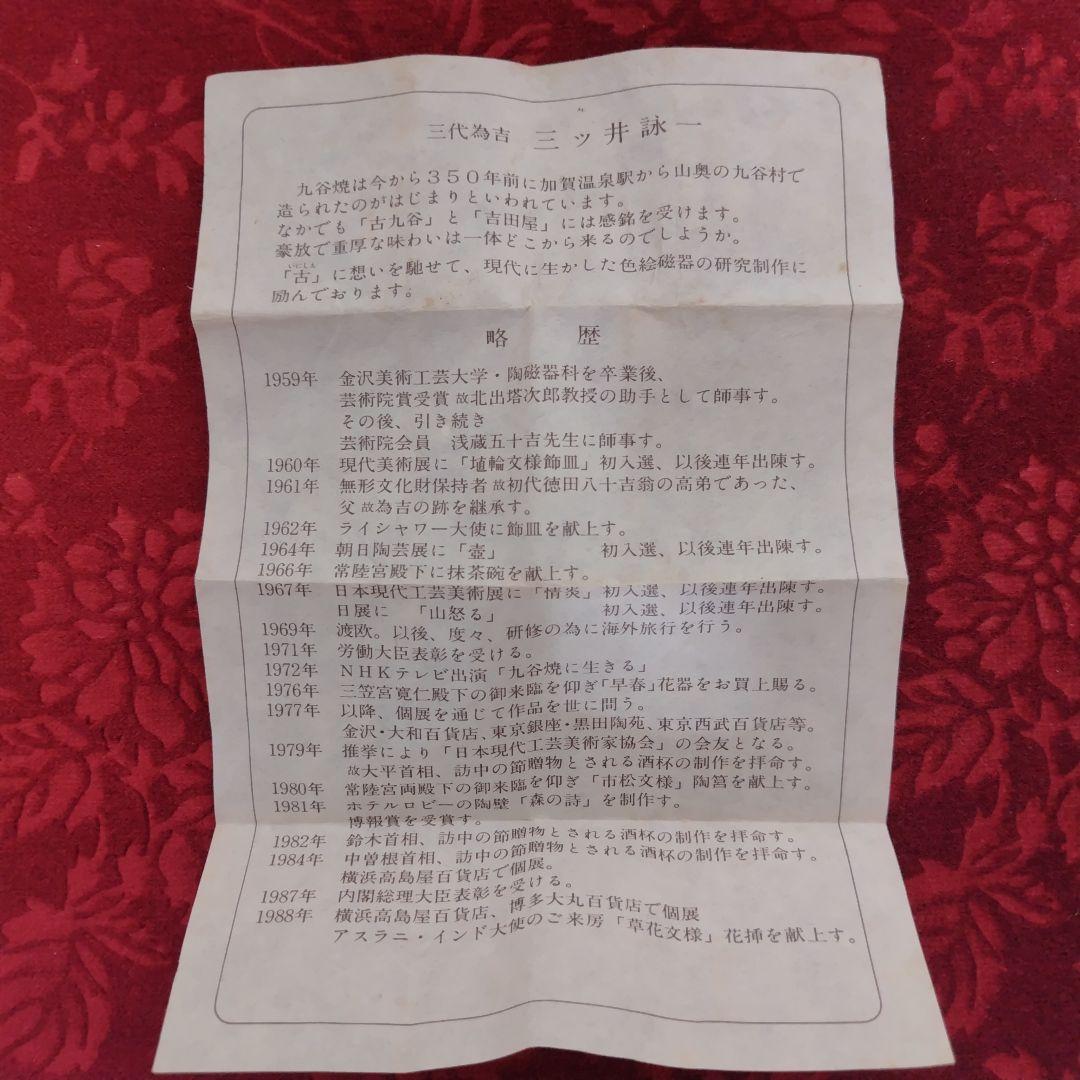 三代為吉 三ッ井詠一
九谷焼は今から350年前に加賀温泉駅から山奥の九谷村で
造られたのがはじまりといわれています。
なかでも「古九谷」と「吉田屋」には感銘を受けます。
豪放で重厚な味わいは一体どこから来るのでしようか。
いにしえ
「古」に想いを馳せて、現代に生かした色絵磁器の研究制作に
励んでおります。
略歴
1959年 金沢美術工芸大学・陶磁器科を卒業後、
芸術院賞受賞 故北出塔次郎教授の助手として師事す。
その後、引き続き
芸術院会員 浅蔵五十吉先生に師事す。
1960年 現代美術展に「埴輪文様飾皿」初入選、以後連年出陳す。
1961年 無形文化財保持者 故初代徳田八十吉翁の高弟であった、
父 故為吉の跡を継承す。
1962年 ライシャワー大使に飾皿を献上す。
1964年 朝日陶芸展に「壺」 初入選、以後連年出陳す。
1966年 常陸宮殿下に抹茶碗を献上す。
1967年 日本現代工芸美術展に「情炎」初入選、以後連年出陳す。
日展に 「山怒る」 初入選、以後連年出陳す。
1969年 渡欧。以後、度々、研修の為に海外旅行を行う。
1971年 労働大臣表彰を受ける。
1972年 NHKテレビ出演「九谷焼に生きる」
1976年 三笠宮寛仁殿下の御来臨を仰ぎ「早春」花器をお買上賜る。
1977年 以降、個展を通じて作品を世に問う。
金沢・大和百貨店、東京銀座・黒田陶苑、東京西武百貨店等。
1979年 推挙により「日本現代工芸美術家協会」の会友となる。
故大平首相、訪中の節贈物とされる酒杯の制作を拝命す。
1980年 常陸宮両殿下の御来臨を仰ぎ「市松文様」陶筥を献上す。
1981年 ホテルロビーの陶壁「森の詩」を制作す。
博報賞を受賞す。
1982年 鈴木首相、訪中の節贈物とされる酒杯の制作を拝命す。
1984年 中曽根首相、訪中の節贈物とされる酒杯の制作を拝命す。
横浜高島屋百貨店で個展。
1987年 内閣総理大臣表彰を受ける。
1988年 横浜高島屋百貨店、博多大丸百貨店で個展
アスラニ・インド大使のご来房「草花文様」花挿を献上す。